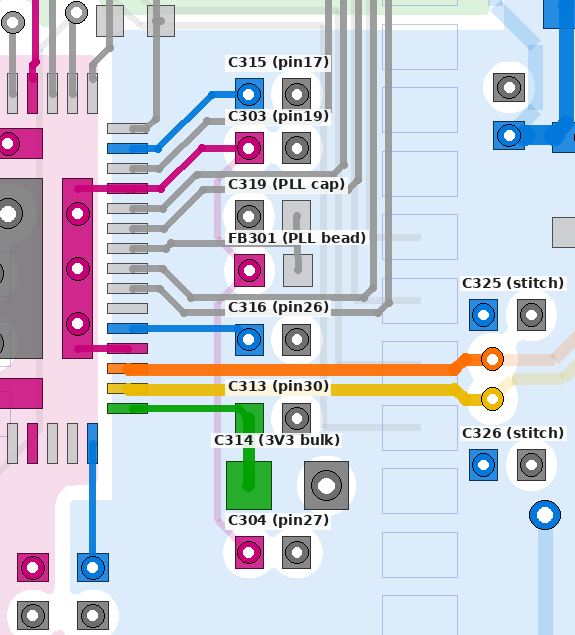 C315 (pin17)
C303 (pin19)
C319 (PLL cap)
FB301 (PLL bead)
C325 (stitch)
C316 (pin26)
C313 (pin30)
C326 (stitch)
C314 (3V3 bulk)
C304 (pin27)